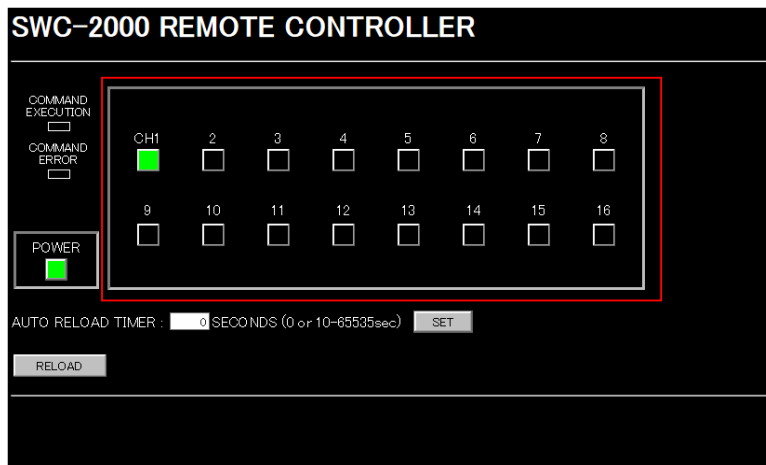 SWC-2000 REMOTE CONTROLLER
COMMAND
EXECUTION
COMMAND
ERROR
CH1 2 3 4 5 6 7 8
9 10 11 12 13 14 15 16
POWER
AUTO RELOAD TIMER : 0 SECONDS (0 or 10-65535sec) SET
RELOAD